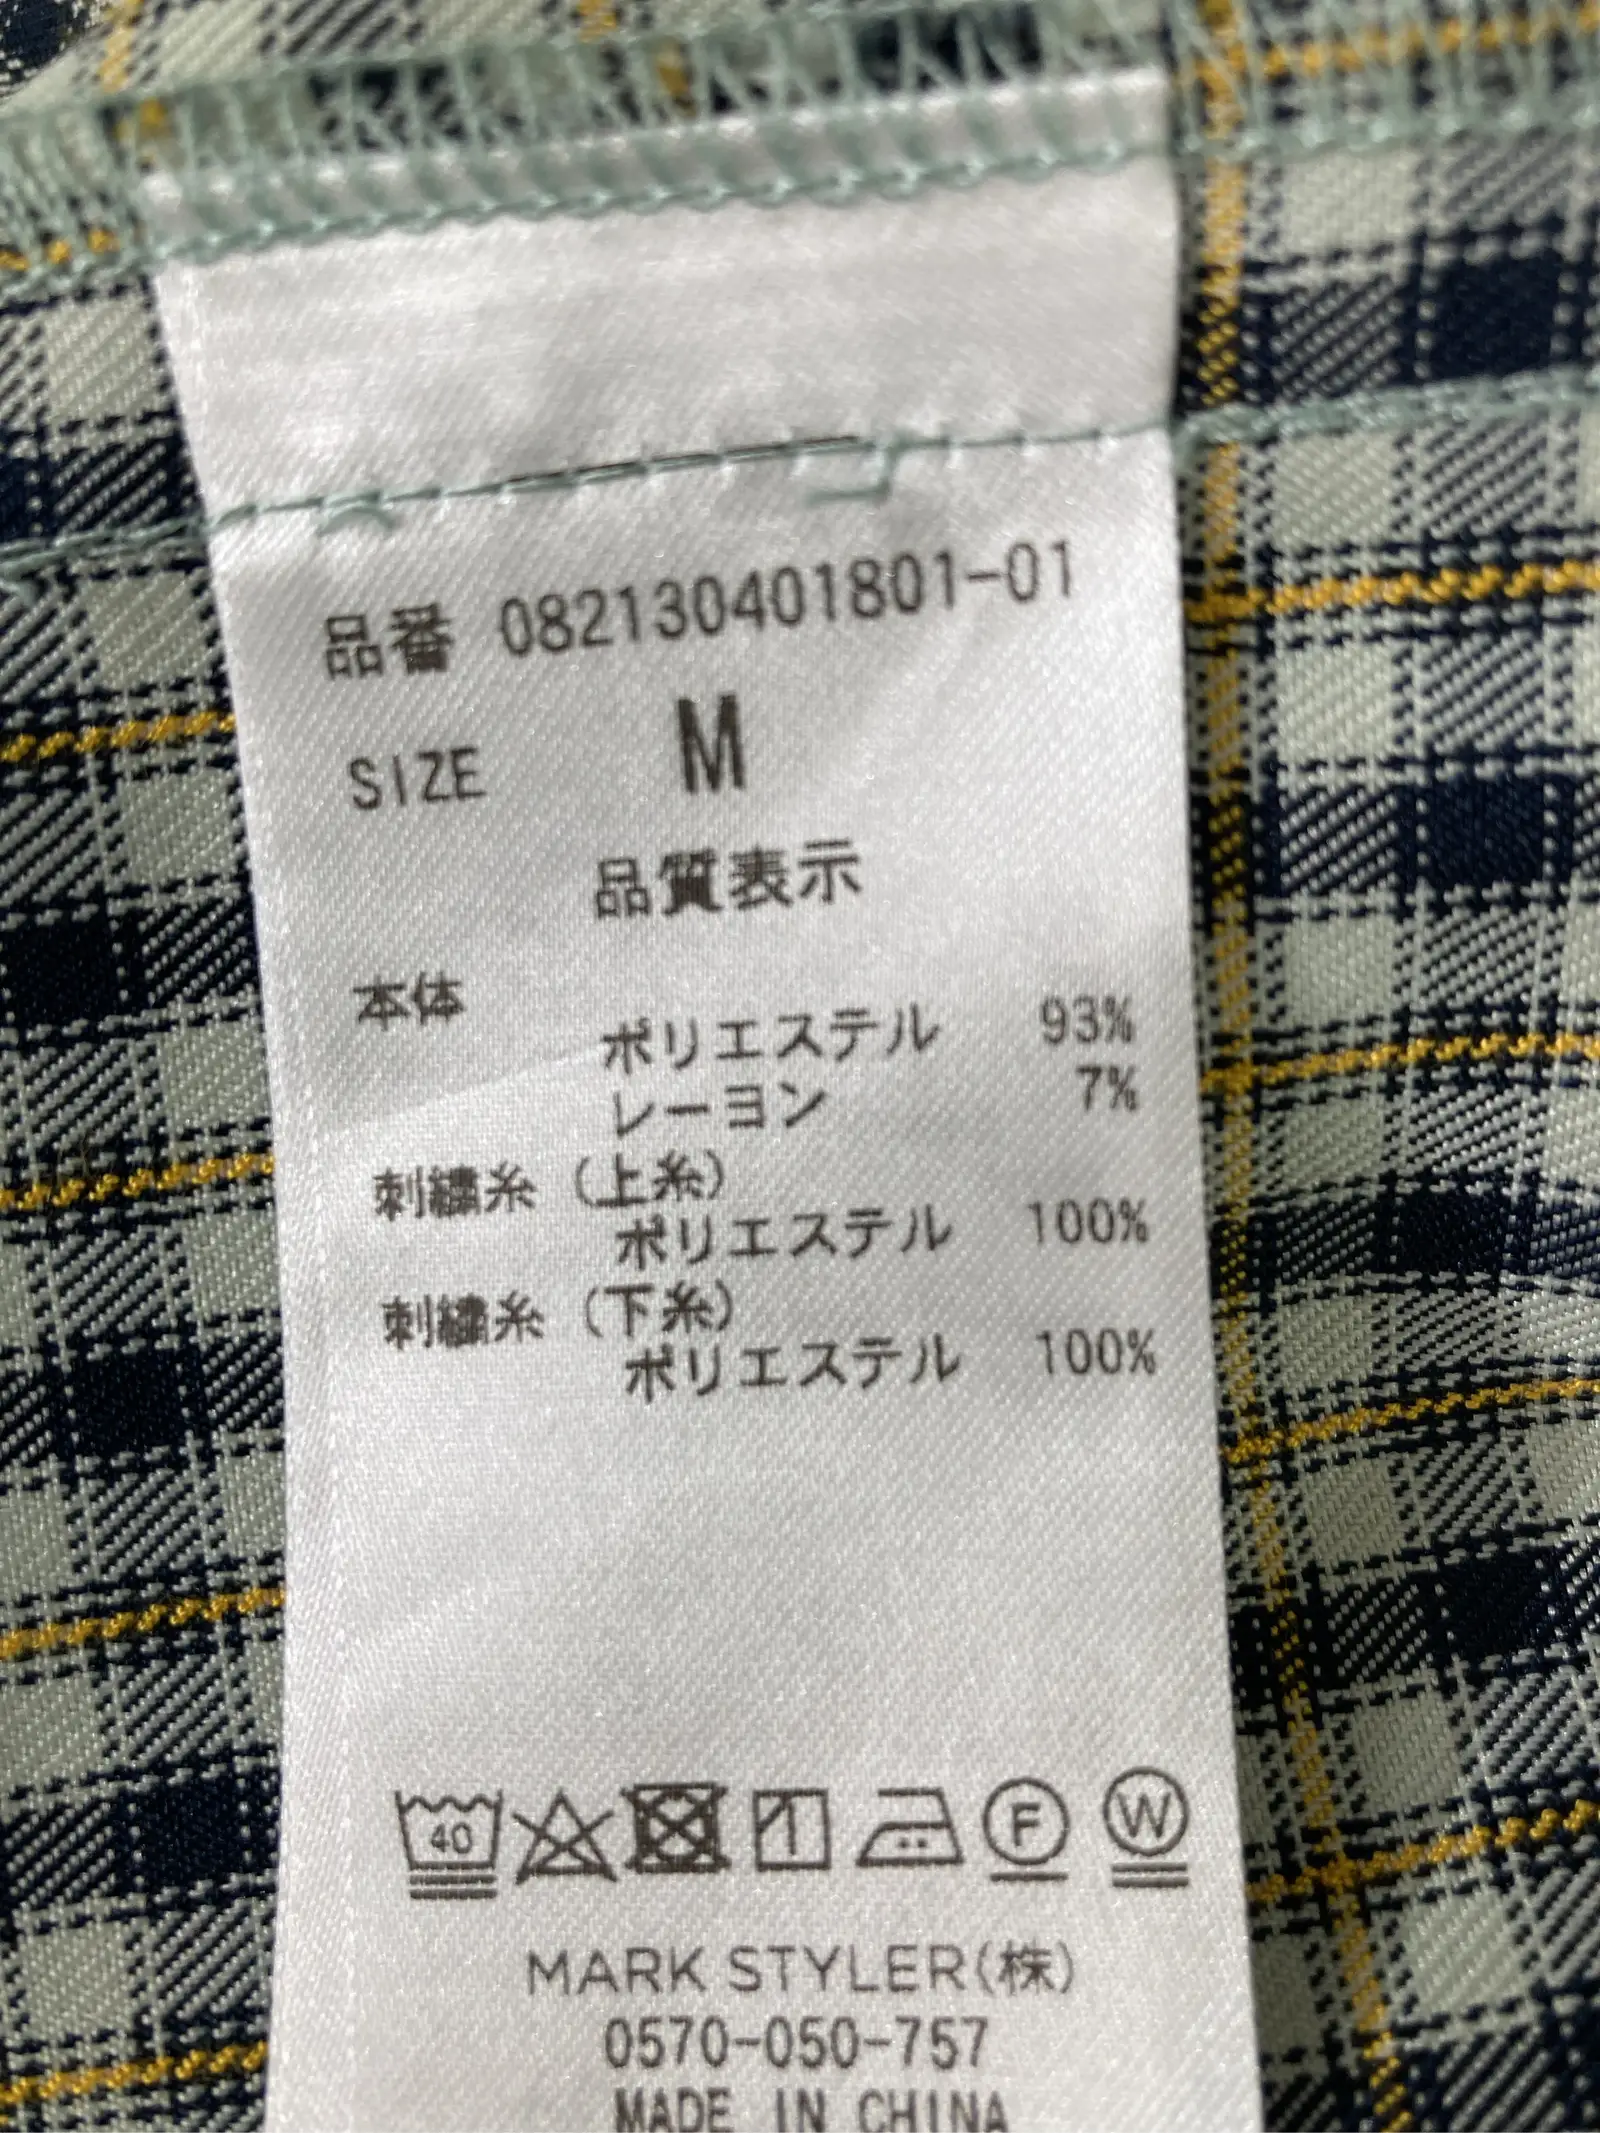 品番 082130401801-01
SIZE M
品質表示
本体
ポリエステル 93%
レーヨン 7%
刺繍糸 (上糸)
ポリエステル 100%
刺繍糸 (下糸)
ポリエステル 100%
40 F W
MARK STYLER(株)
0570-050-757
MADE IN CHINA